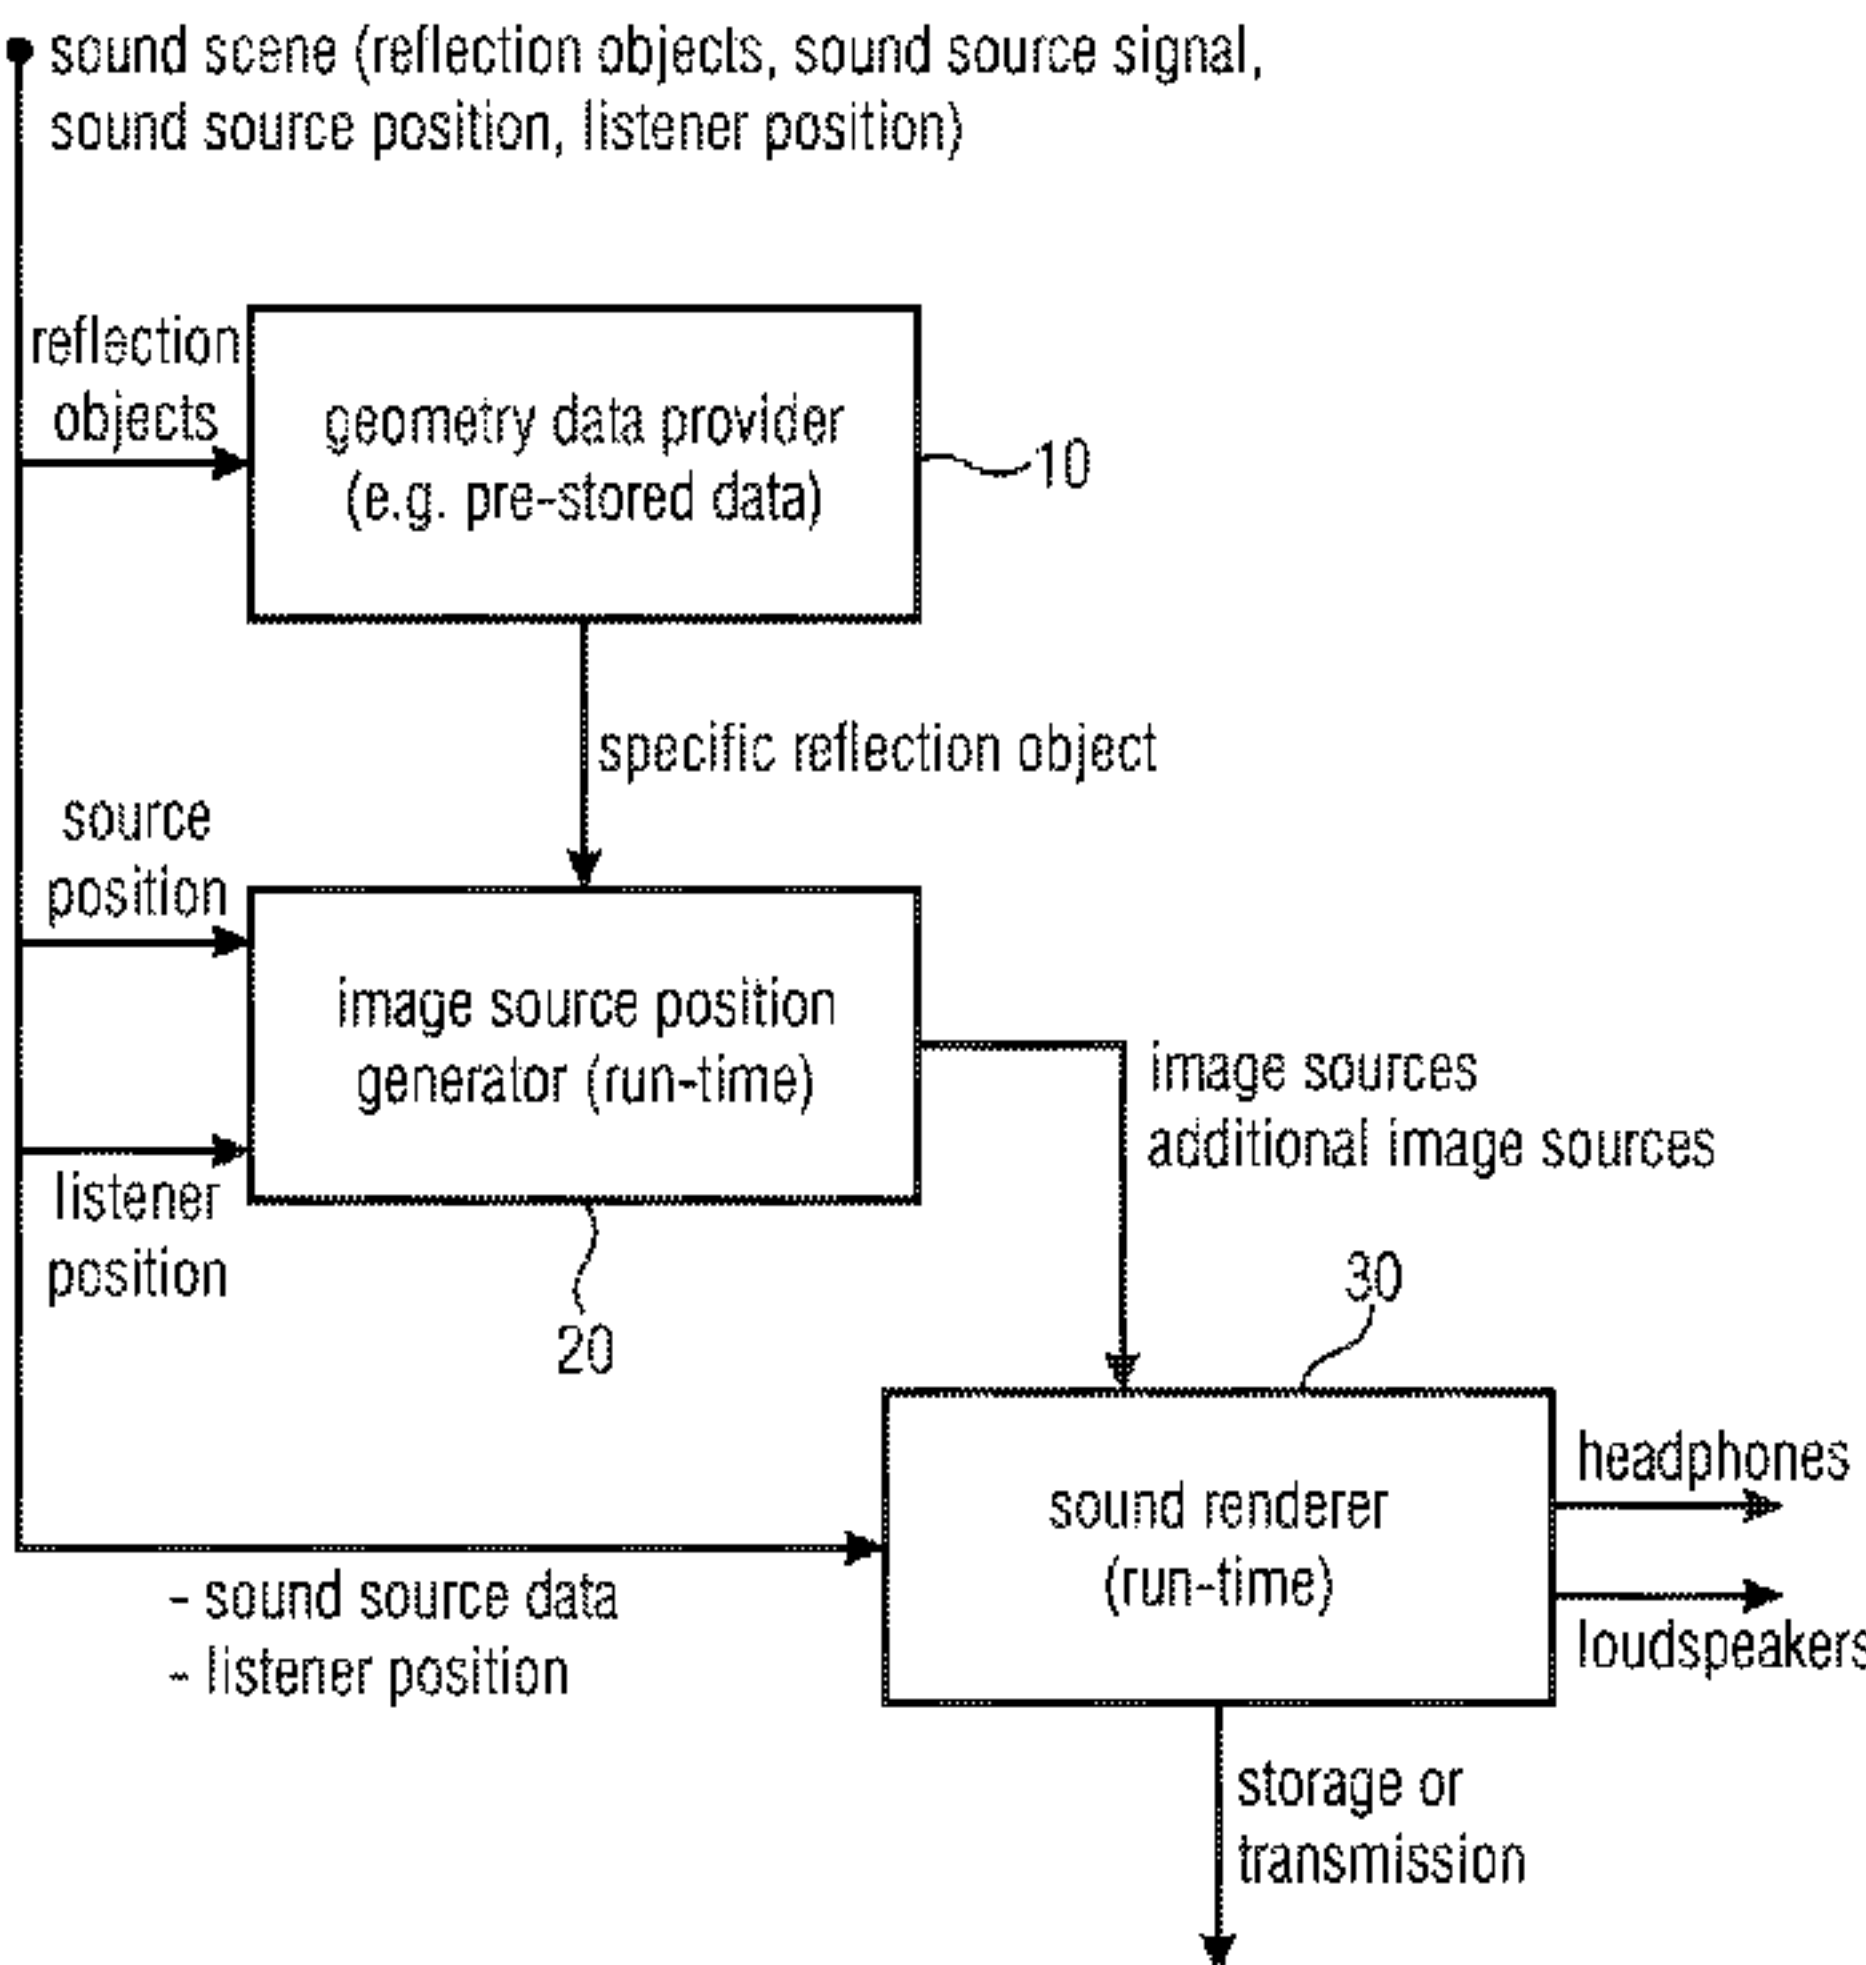 sound scene (reflection objects, sound source signal,
sound source position, listener position)
reflection
objects
geometry data provider
(e.g. pre-stored data)
10
specific reflection object
source
position
image source position
generator (run-time)
image sources
additional image sources
listener
position
20
30
sound renderer
(run-time)
headphones
loudspeakers
- sound source data
- listener position
storage or
transmission